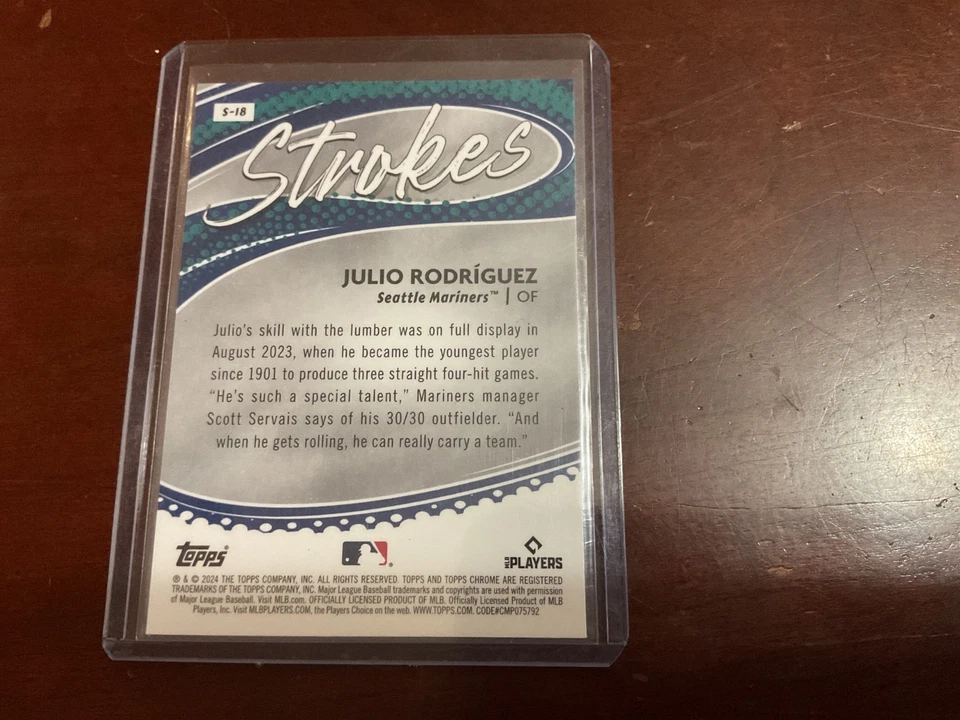 S-18
Strokes
JULIO RODRÍGUEZ
Seattle Mariners™ | OF
Julio's skill with the lumber was on full display in
August 2023, when he became the youngest player
since 1901 to produce three straight four-hit games.
“He's such a special talent,” Mariners manager
Scott Servais says of his 30/30 outfielder. “And
when he gets rolling, he can really carry a team.”
Topps®
MLB PLAYERS
® & © 2024 THE TOPPS COMPANY, INC. ALL RIGHTS RESERVED. TOPPS AND TOPPS CHROME ARE REGISTERED
TRADEMARKS OF THE TOPPS COMPANY, INC. Major League Baseball trademarks and copyrights are used with permission
of Major League Baseball. Visit MLB.com. OFFICIALLY LICENSED PRODUCT OF MLB. Officially Licensed Product of MLB
Players, Inc. Visit MLBPLAYERS.COM, the Players Choice on the web. WWW.TOPPS.COM. CODE#CMP075792